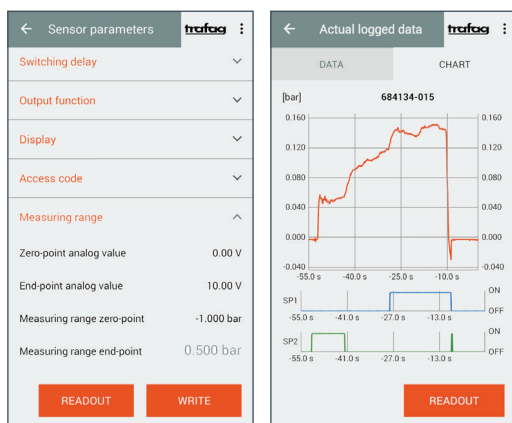 Sensor parameters
trafag
Switching delay
Output function
Display
Access code
Measuring range
Zero-point analog value 0.00 V
End-point analog value 10.00 V
Measuring range zero-point -1.000 bar
Measuring range end-point 0.500 bar
READOUT WRITE
Actual logged data
trafag
DATA CHART
[bar] 684134-015
0.160 0.160
0.120 0.120
0.080 0.080
0.040 0.040
0.000 0.000
-0.040 -0.040
-55.0 s -40.0 s -25.0 s -10.0 s
SP1 ON
OFF
-55.0 s -41.0 s -27.0 s -13.0 s
SP2 ON
OFF
-55.0 s -41.0 s -27.0 s -13.0 s
READOUT